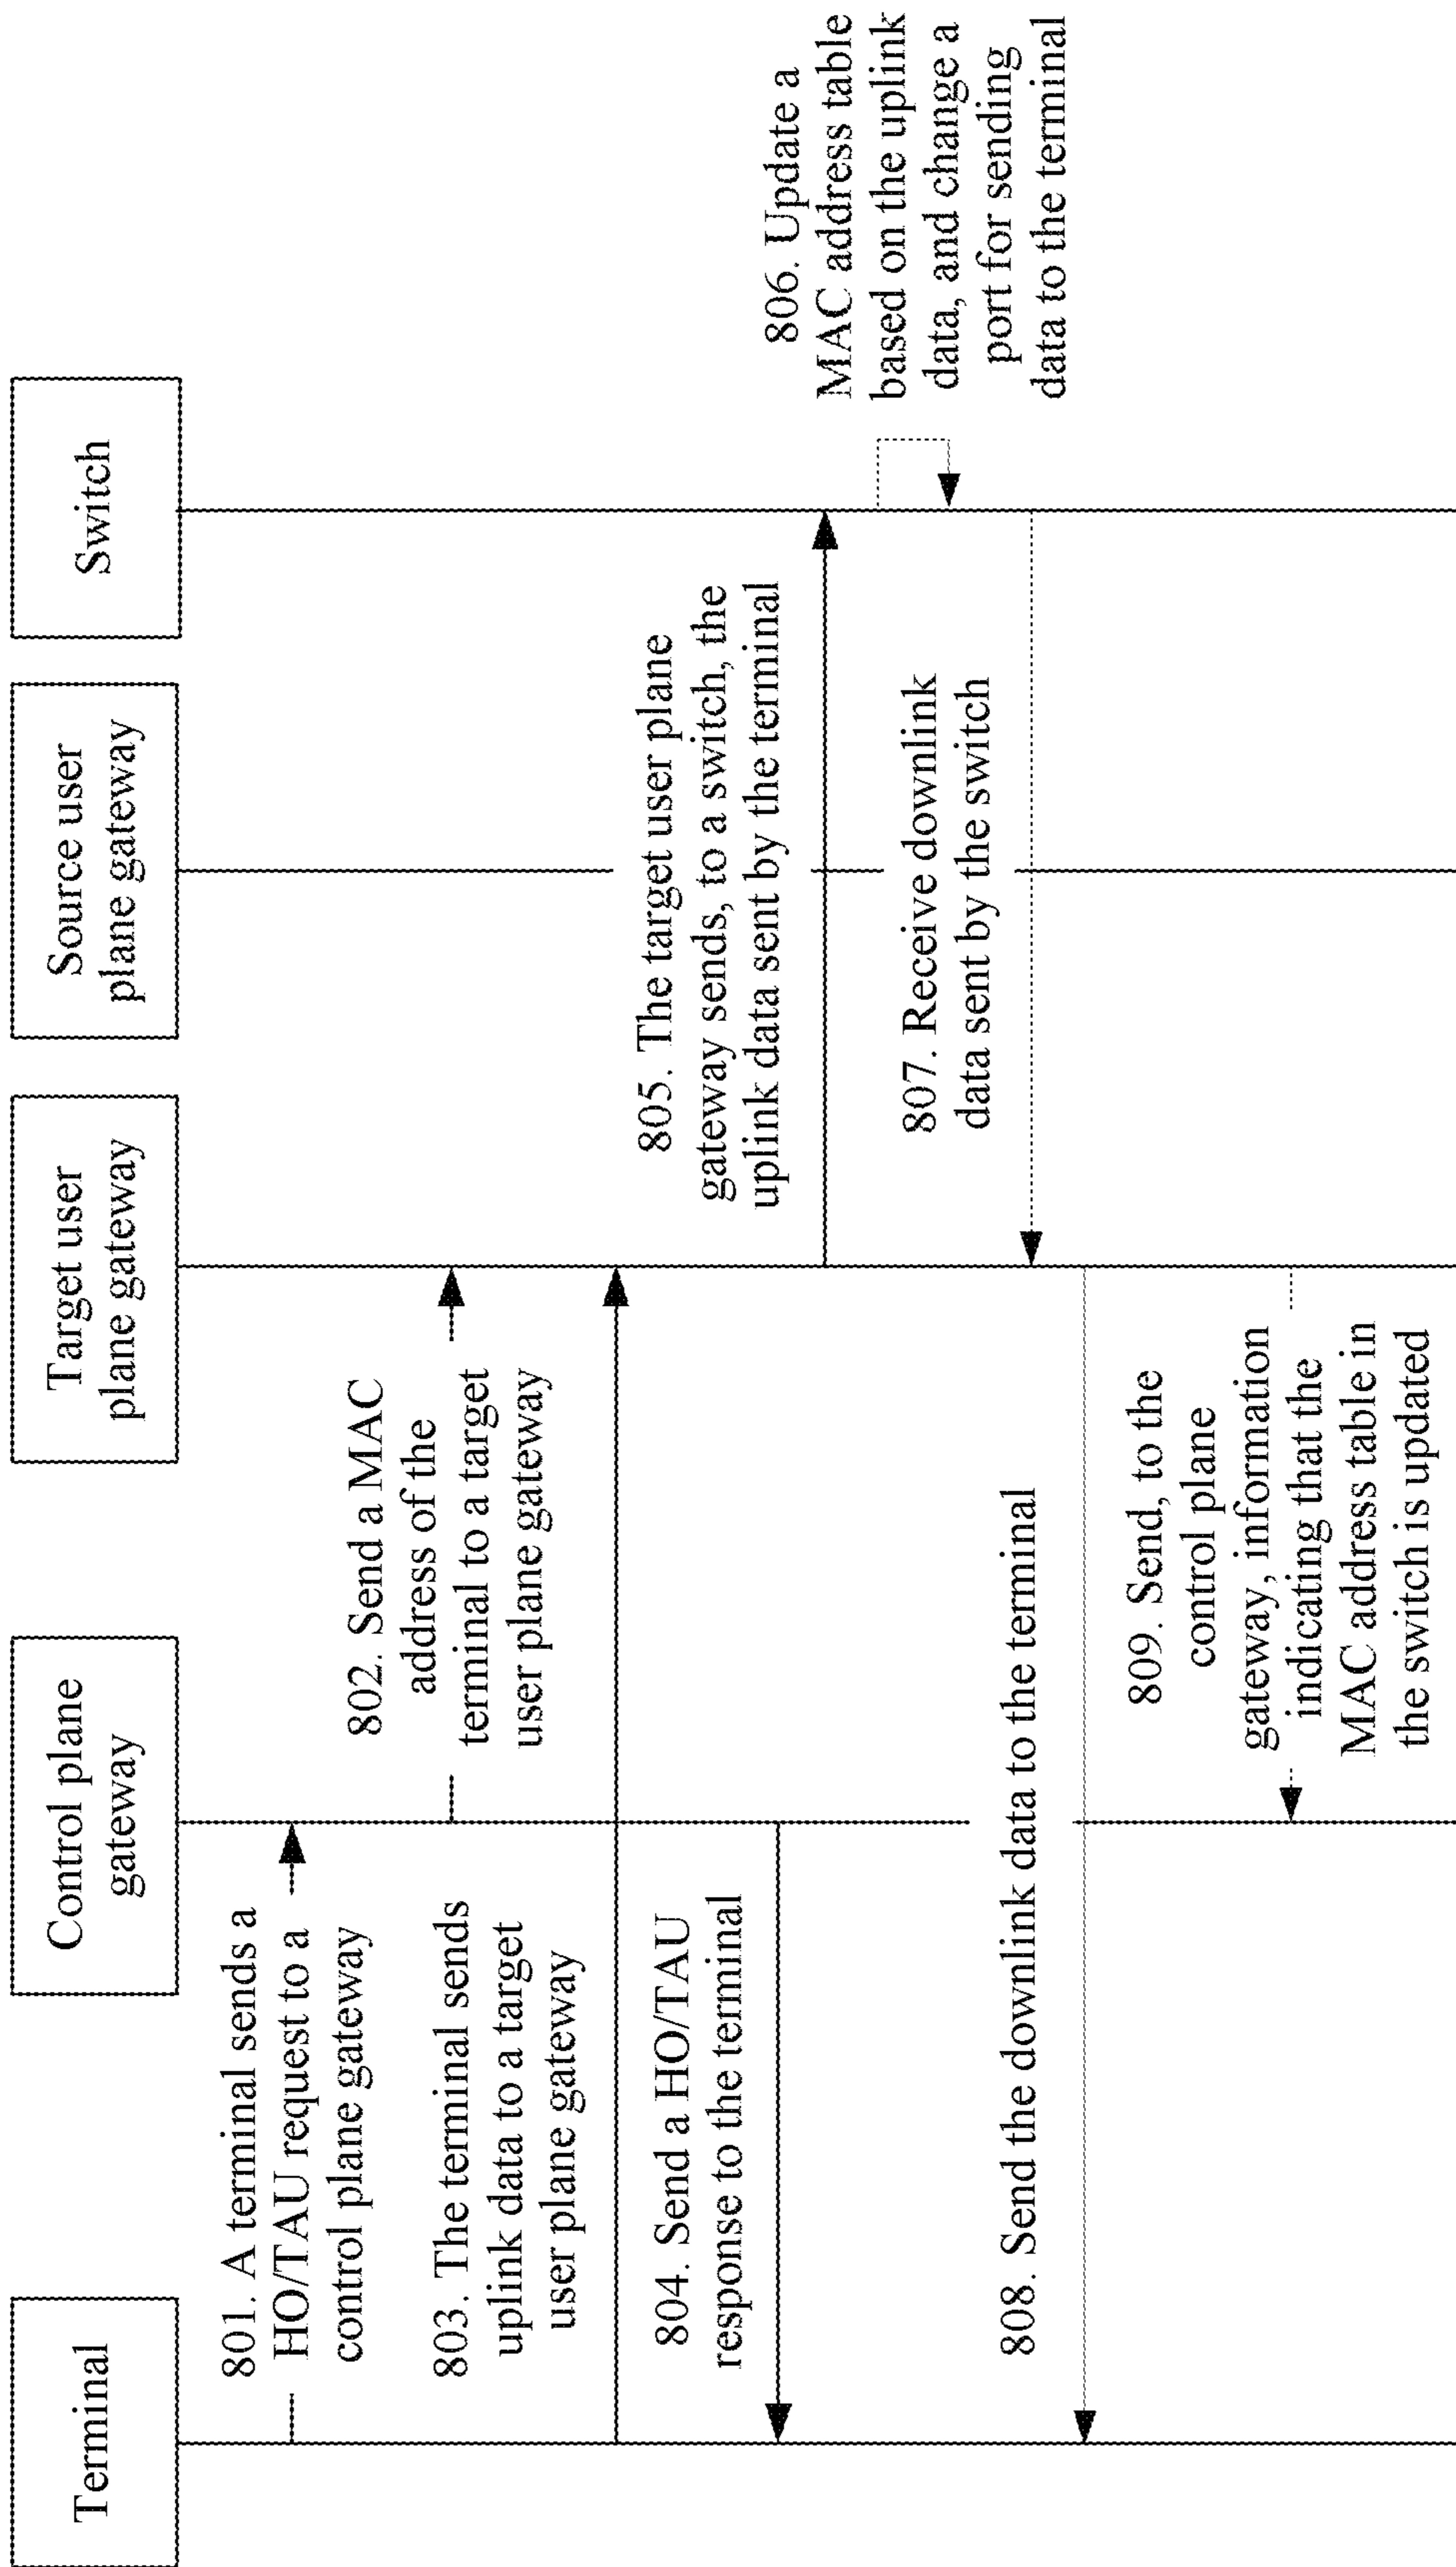 Terminal
Control plane
gateway
Target user
plane gateway
Source user
plane gateway
Switch
801. A terminal sends a
HO/TAU request to a
control plane gateway
802. Send a MAC
address of the
terminal to a target
user plane gateway
803. The terminal sends
uplink data to a target
user plane gateway
804. Send a HO/TAU
response to the terminal
805. The target user plane
gateway sends, to a switch, the
uplink data sent by the terminal
806. Update a
MAC address table
based on the uplink
data, and change a
port for sending
data to the terminal
807. Receive downlink
data sent by the switch
808. Send the downlink data to the terminal
809. Send, to the
control plane
gateway, information
indicating that the
MAC address table in
the switch is updated